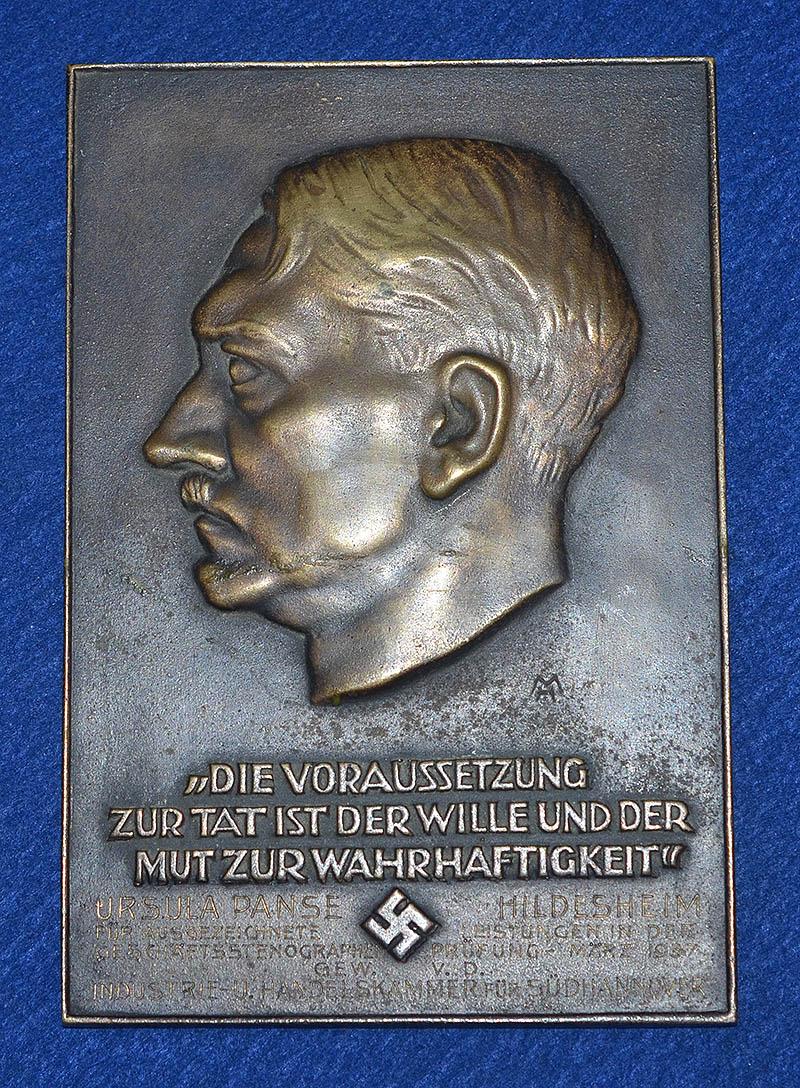 „DIE VORAUSSETZUNG
ZUR TAT IST DER WILLE UND DER
MUT ZUR WAHRHAFTIGKEIT“
URSULA PANSE HILDESHEIM
FÜR AUSGEZEICHNETE LEISTUNGEN IN DER
GESCHÄFTSSTENOGRAPHEN PRÜFUNG - MÄRZ 1937
GEW. V. D.
INDUSTRIE- U. HANDELSKAMMER FÜR SÜDHANNOVER